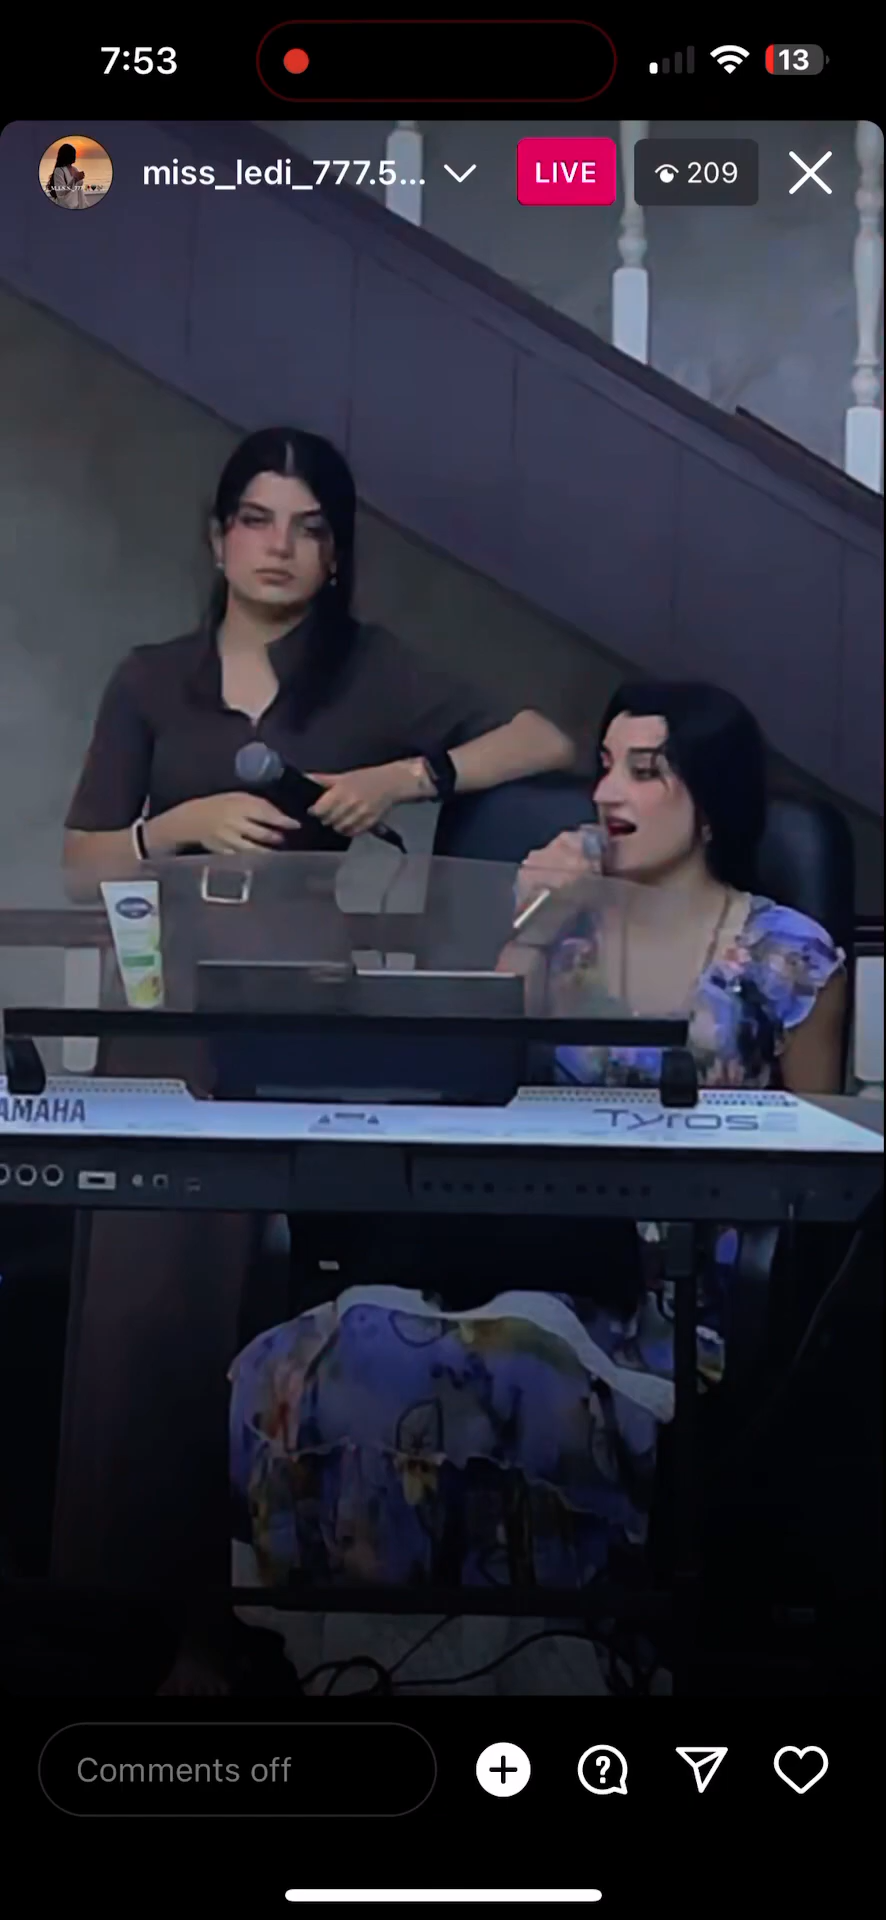 7:53
13
miss_ledi_777.5...
LIVE
209
AMAHA
Tyros
Comments off